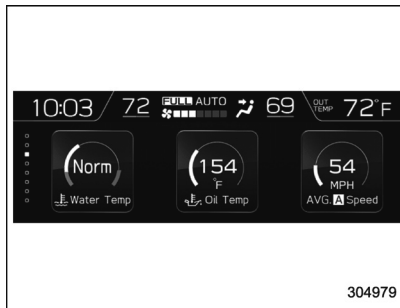 10:03 72 FULL AUTO 69 OUT TEMP 72°F
Norm
Water Temp
154
°F
Oil Temp
54
MPH
AVG. A Speed
304979